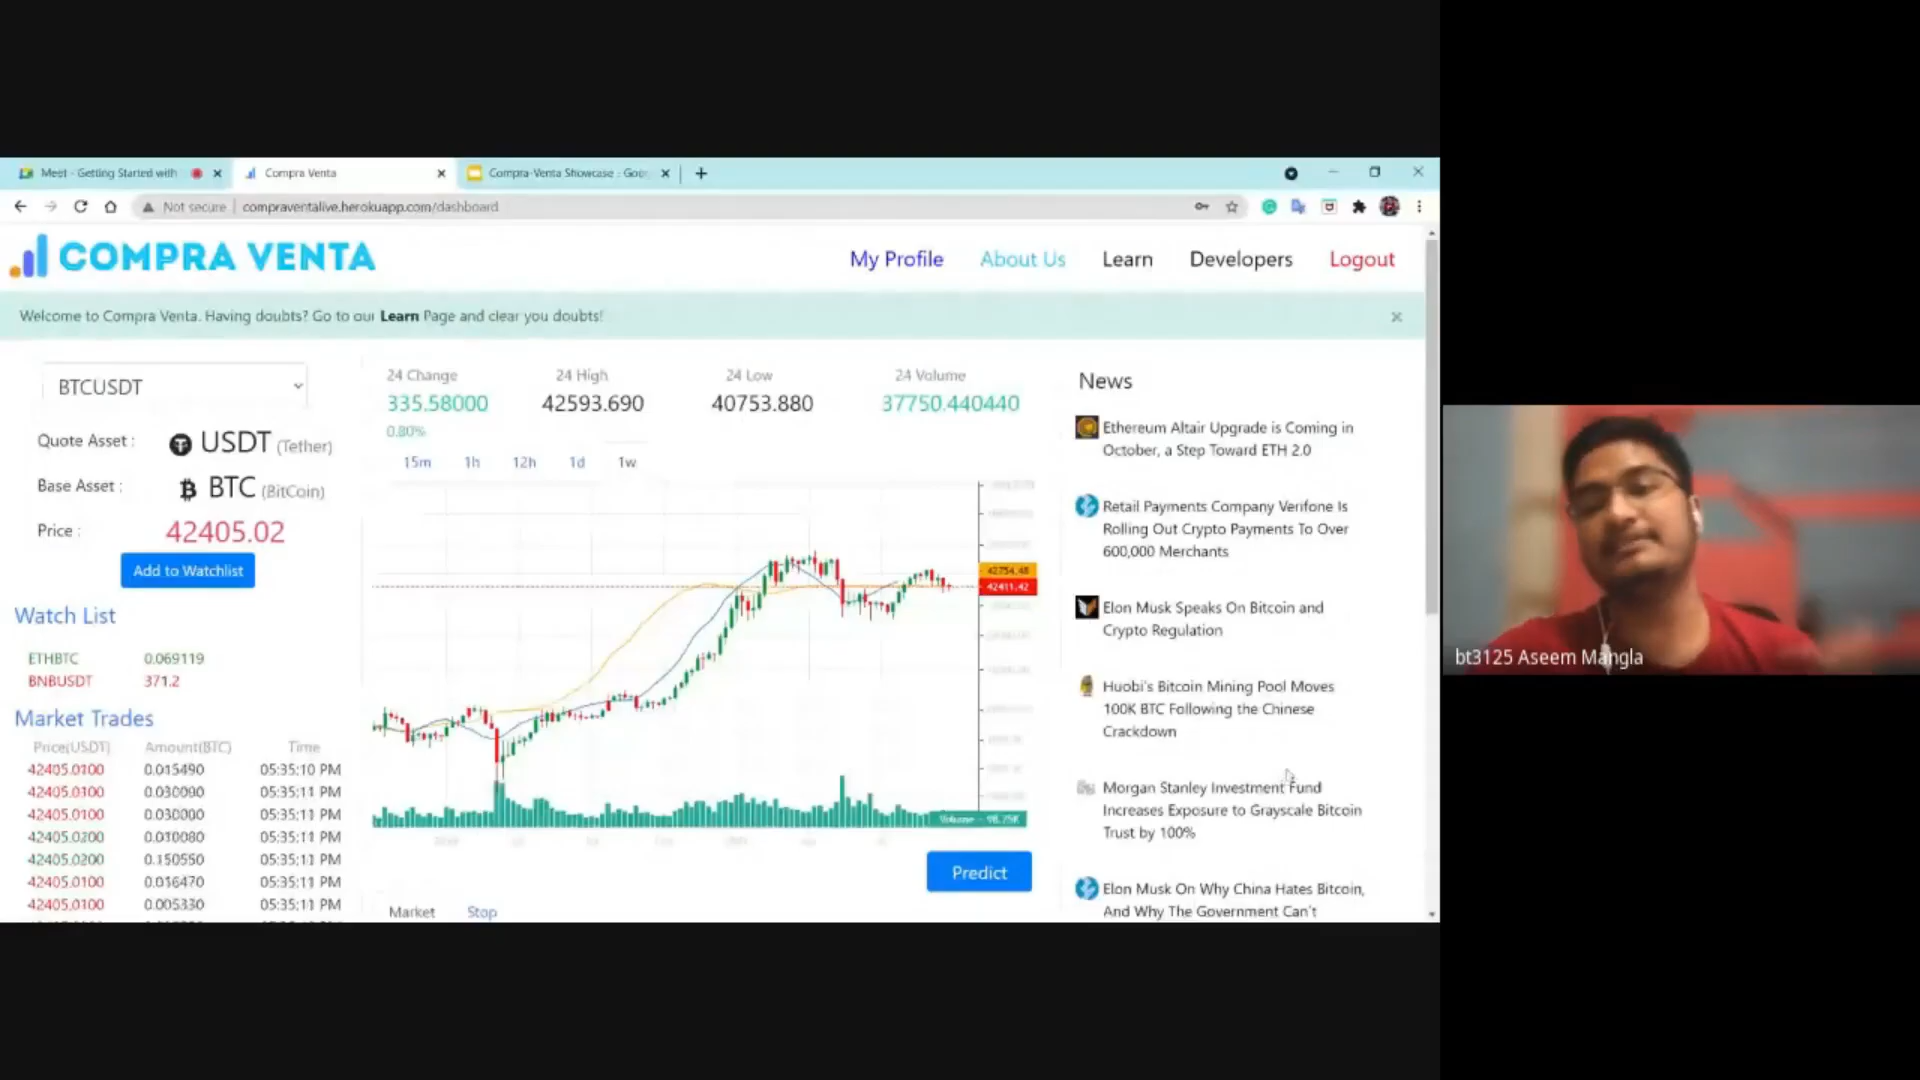 Meet - Getting Started with
Compra Venta
Compra-Venta Showcase - Goo
Not secure
compraventalive.herokuapp.com/dashboard
COMPRA VENTA
My Profile
About Us
Learn
Developers
Logout
Welcome to Compra Venta. Having doubts? Go to our Learn Page and clear you doubts!
BTCUSDT
Quote Asset :
USDT (Tether)
Base Asset :
BTC (BitCoin)
Price :
42405.02
Add to Watchlist
Watch List
ETHBTC 0.069119
BNBUSDT 371.2
Market Trades
Price(USDT) Amount(BTC) Time
42405.0100 0.015490 05:35:10 PM
42405.0100 0.030000 05:35:11 PM
42405.0100 0.030000 05:35:11 PM
42405.0200 0.010080 05:35:11 PM
42405.0200 0.150550 05:35:11 PM
42405.0100 0.016470 05:35:11 PM
42405.0100 0.005330 05:35:11 PM
24 Change
335.58000
0.80%
24 High
42593.690
24 Low
40753.880
24 Volume
37750.440440
15m 1h 12h 1d 1w
42754.48
42411.42
Volume
Predict
Market Stop
News
Ethereum Altair Upgrade is Coming in
October, a Step Toward ETH 2.0
Retail Payments Company Verifone Is
Rolling Out Crypto Payments To Over
600,000 Merchants
Elon Musk Speaks On Bitcoin and
Crypto Regulation
Huobi's Bitcoin Mining Pool Moves
100K BTC Following the Chinese
Crackdown
Morgan Stanley Investment Fund
Increases Exposure to Grayscale Bitcoin
Trust by 100%
Elon Musk On Why China Hates Bitcoin,
And Why The Government Can't
bt3125 Aseem Mangla